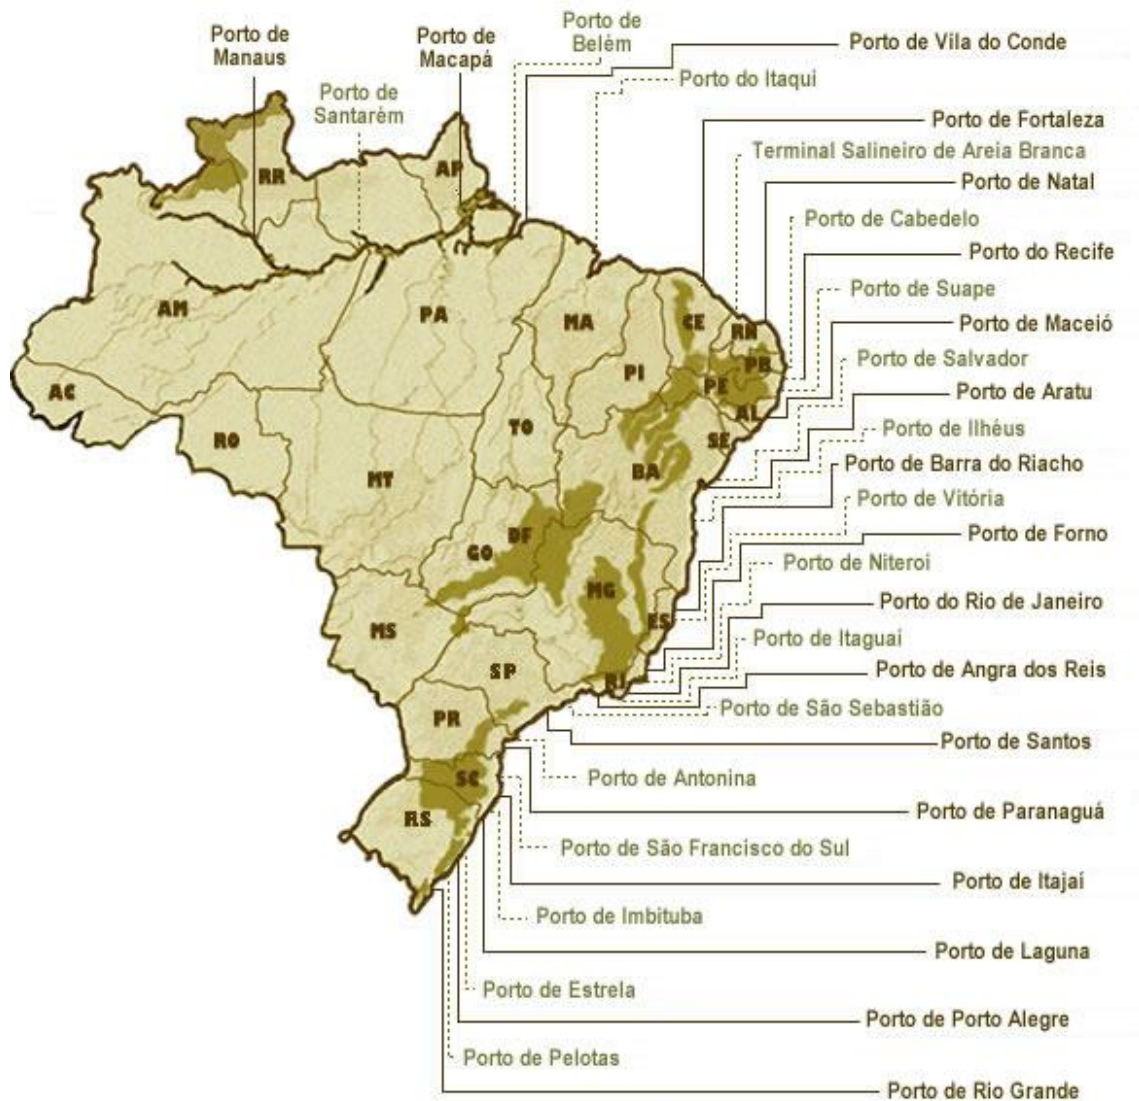 Porto de
Belém
Porto de
Manaus
Porto de
Macapá
Porto de Vila do Conde
Porto do Itaqui
Porto de
Santarém
Porto de Fortaleza
Terminal Salineiro de Areia Branca
Porto de Natal
Porto de Cabedelo
Porto do Recife
Porto de Suape
Porto de Maceió
Porto de Salvador
Porto de Aratu
Porto de Ilhéus
Porto de Barra do Riacho
Porto de Vitória
Porto de Forno
Porto de Niteroi
Porto do Rio de Janeiro
Porto de Itaguaí
Porto de Angra dos Reis
Porto de São Sebastião
Porto de Santos
Porto de Antonina
Porto de Paranaguá
Porto de São Francisco do Sul
Porto de Itajaí
Porto de Imbituba
Porto de Laguna
Porto de Estrela
Porto de Porto Alegre
Porto de Pelotas
Porto de Rio Grande
RR
AP
AM
PA
MA
CE
RN
PI
PB
PE
AC
AL
RO
TO
SE
MT
BA
DF
GO
MG
MS
ES
SP
RJ
PR
SC
RS